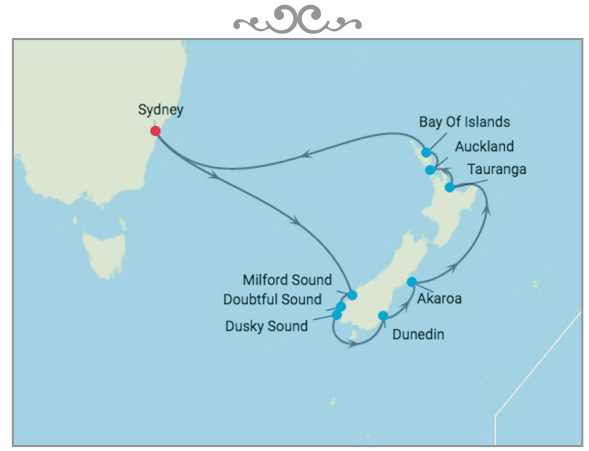 Sydney
Bay Of Islands
Auckland
Tauranga
Milford Sound
Doubtful Sound
Akaroa
Dusky Sound
Dunedin